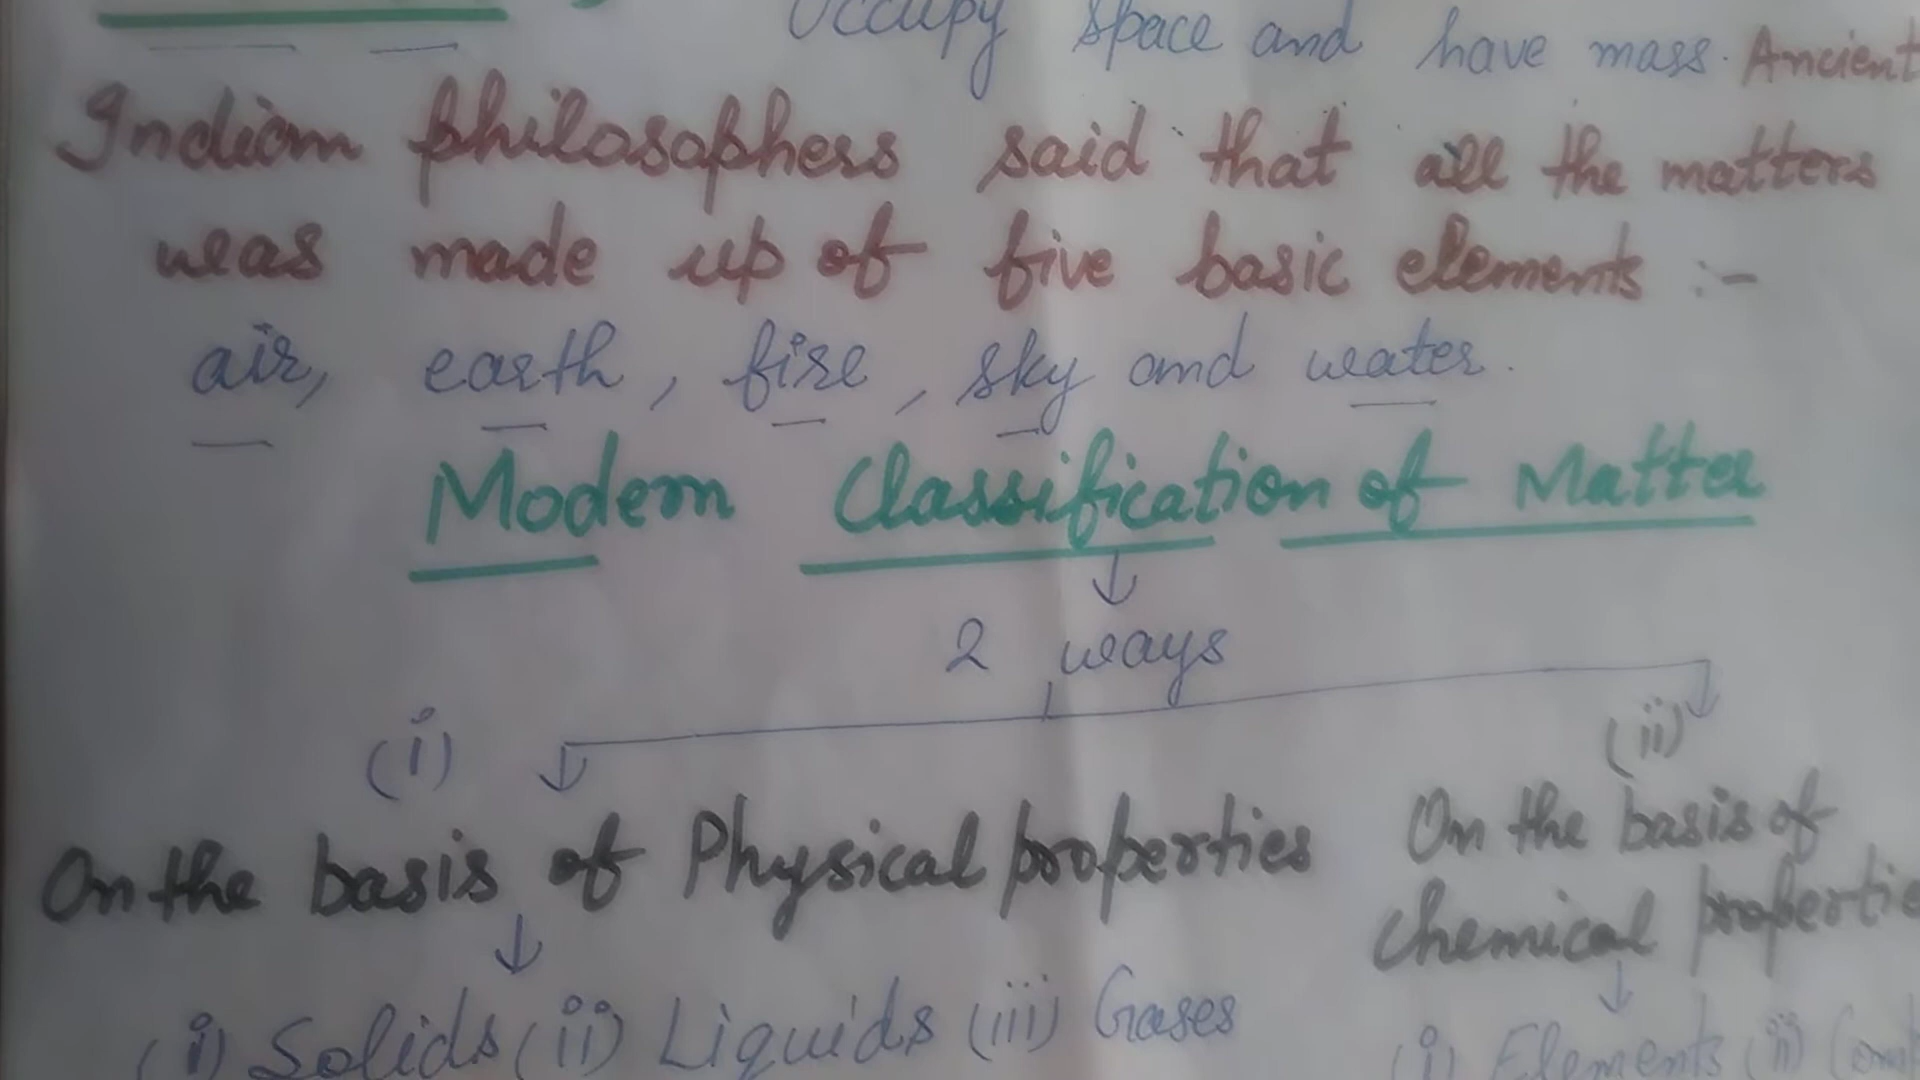 Occupy space and have mass. Ancient
Indian philosophers said that all the matters
was made up of five basic elements :-
air, earth, fire, sky and water.
Modern Classification of Matter
2 ways
(i)
(ii)
On the basis of Physical properties
On the basis of
chemical propertie
(i) Solids (ii) Liquids (iii) Gases
(i) Elements (ii)